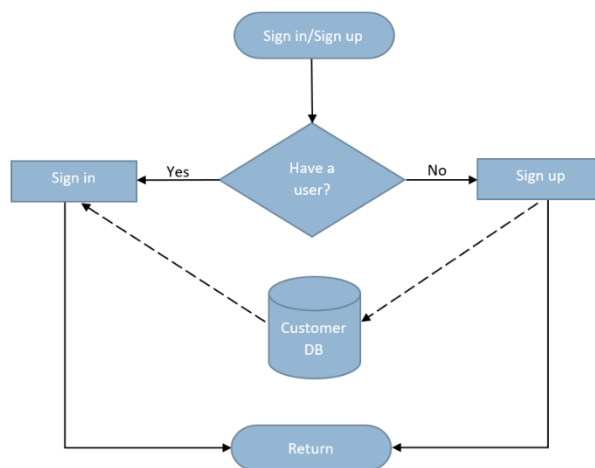 Sign in/Sign up
Have a
user?
Yes
No
Sign in
Sign up
Customer
DB
Return